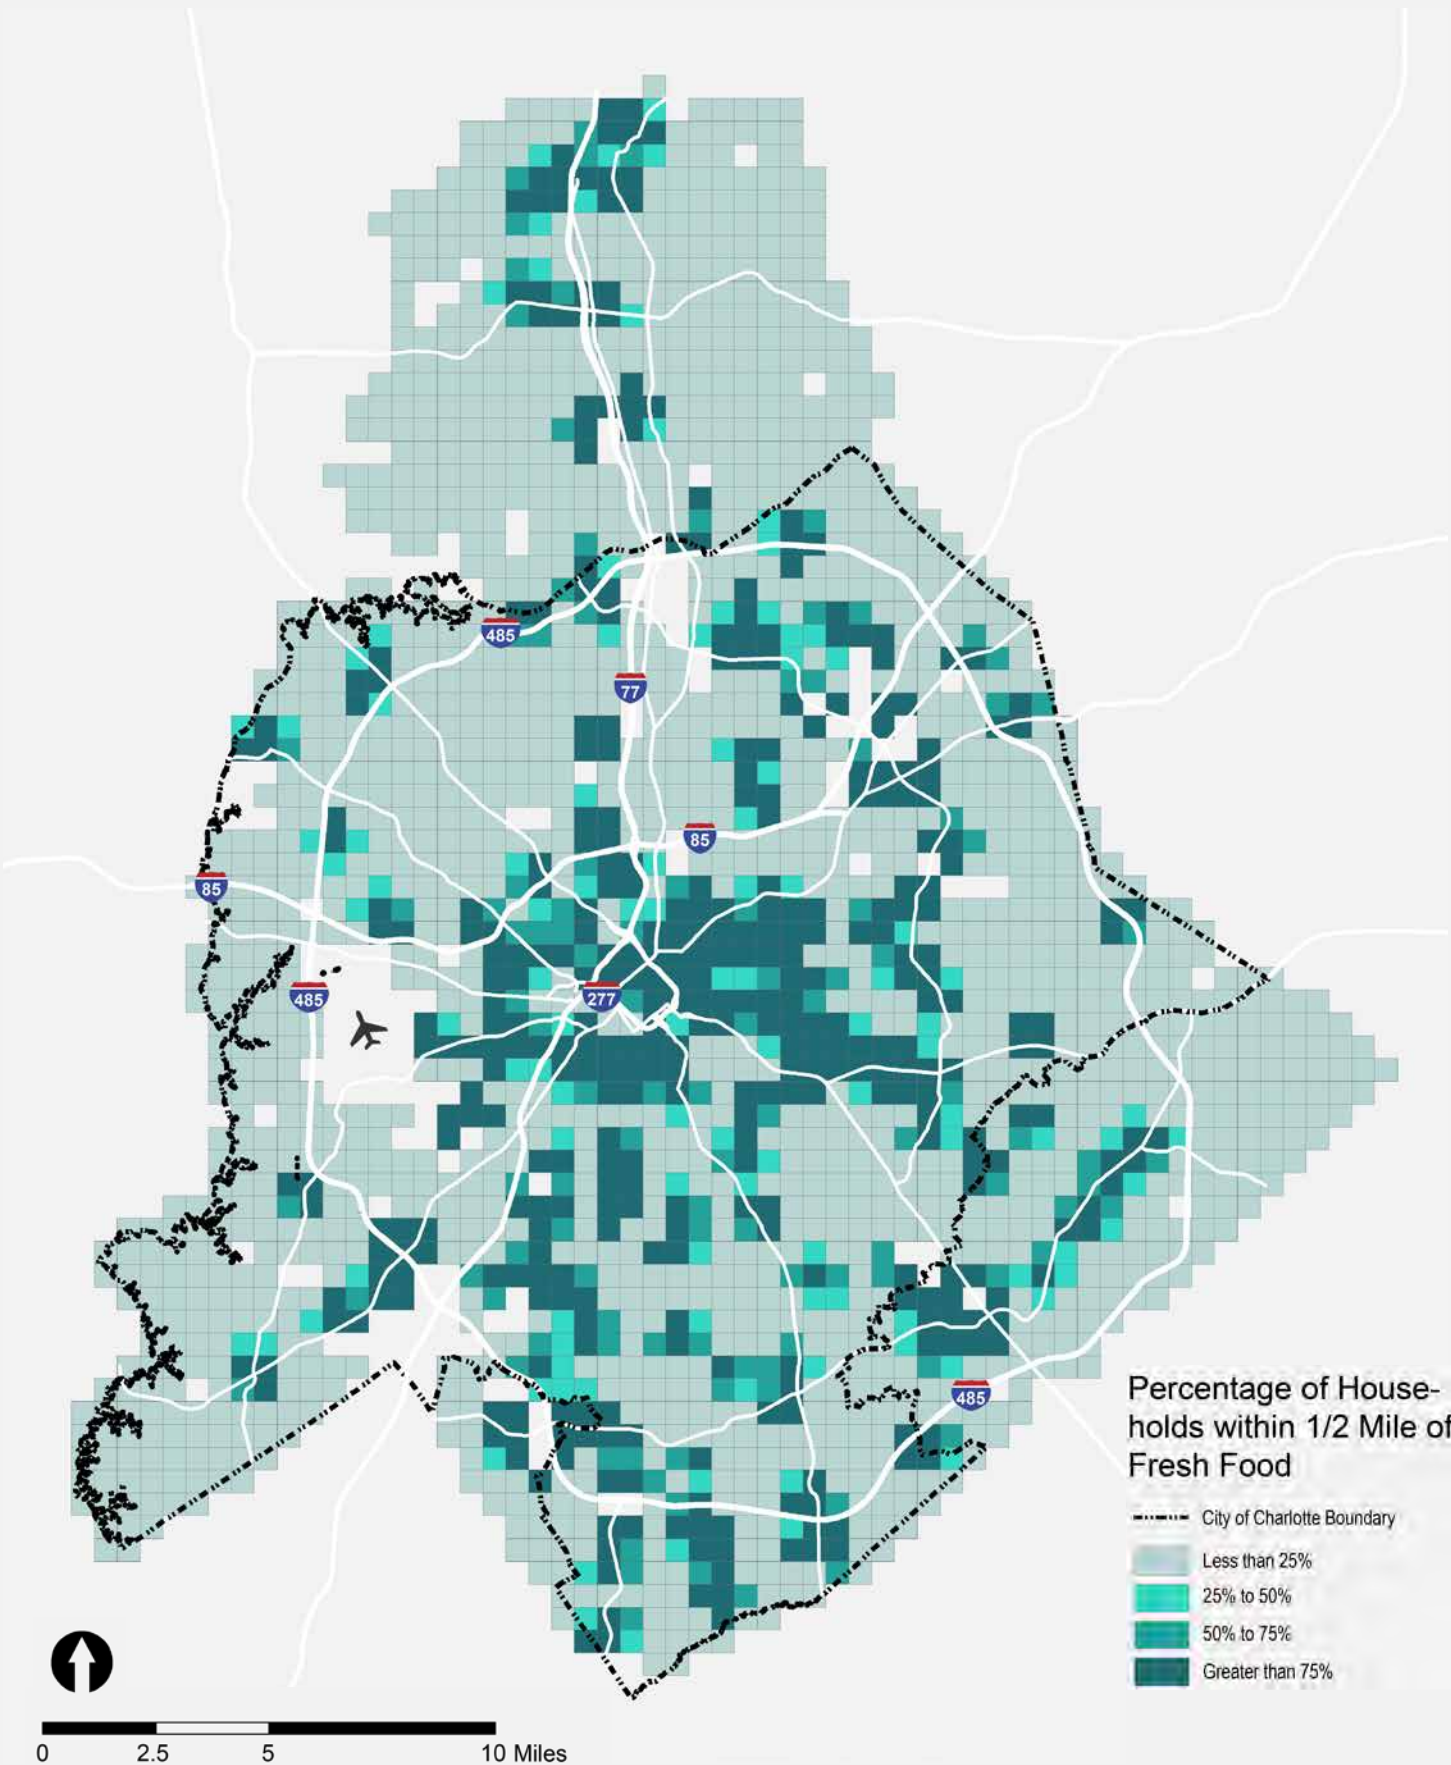 485
77
85
85
485
277
485
Percentage of House-
holds within 1/2 Mile of
Fresh Food
City of Charlotte Boundary
Less than 25%
25% to 50%
50% to 75%
Greater than 75%
0 2.5 5 10 Miles